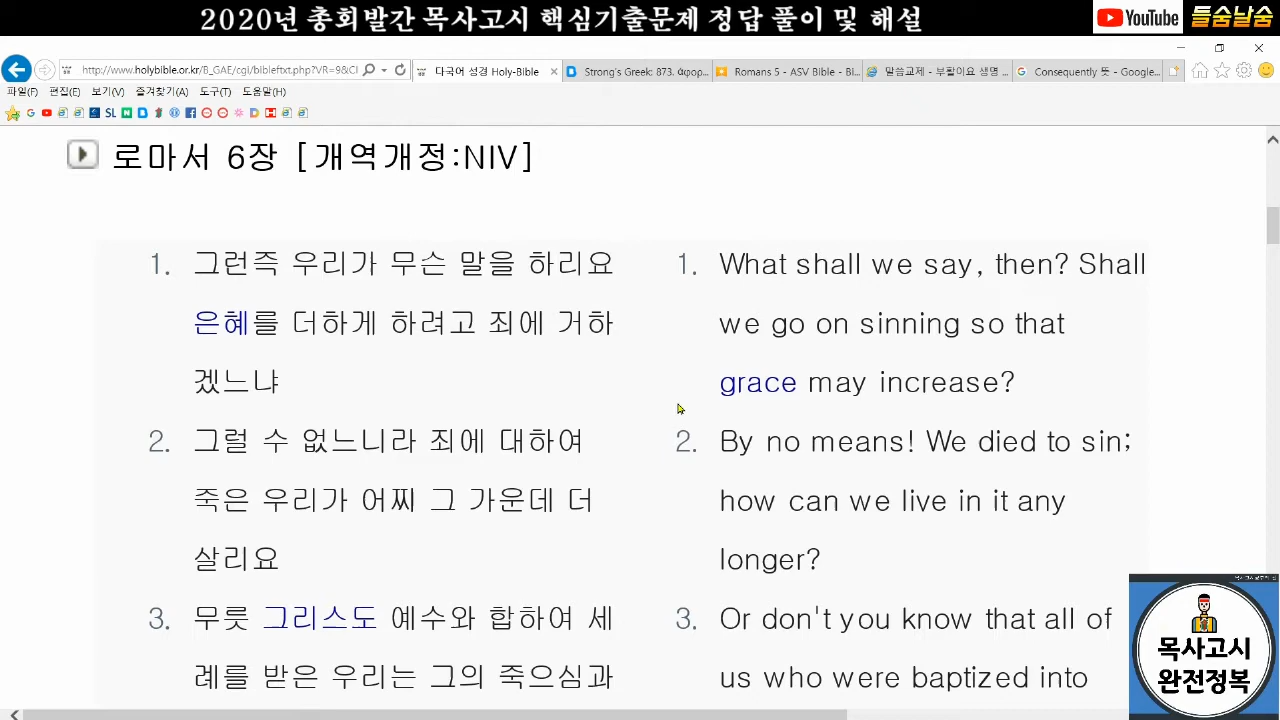 2020년 총회발간 목사고시 핵심기출문제 정답 풀이 및 해설
YouTube 들숨날숨
http://www.holybible.or.kr/B_GAE/cgi/bibleftxt.php?VR=9&CI
다국어 성경 Holy-Bible
Strong's Greek: 873. ἀφορ...
Romans 5 - ASV Bible - Bl...
말씀교제 - 부활이요 생명 ...
Consequently 뜻 - Google...
파일(F) 편집(E) 보기(V) 즐겨찾기(A) 도구(T) 도움말(H)
로마서 6장 [개역개정:NIV]
1. 그런즉 우리가 무슨 말을 하리요
은혜를 더하게 하려고 죄에 거하
겠느냐
2. 그럴 수 없느니라 죄에 대하여
죽은 우리가 어찌 그 가운데 더
살리요
3. 무릇 그리스도 예수와 합하여 세
례를 받은 우리는 그의 죽으심과
1. What shall we say, then? Shall
we go on sinning so that
grace may increase?
2. By no means! We died to sin;
how can we live in it any
longer?
3. Or don't you know that all of
us who were baptized into
목사고시
완전정복